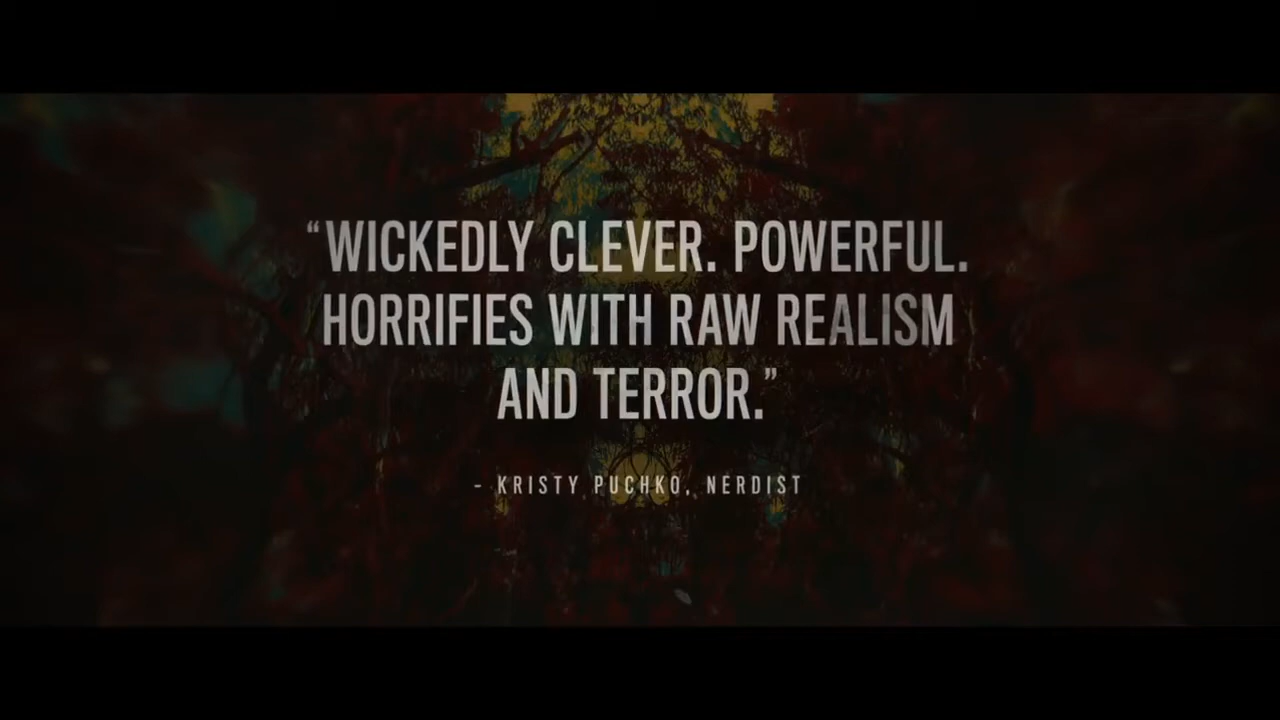 “WICKEDLY CLEVER. POWERFUL.
HORRIFIES WITH RAW REALISM
AND TERROR.”
- KRISTY PUCHKO, NERDIST